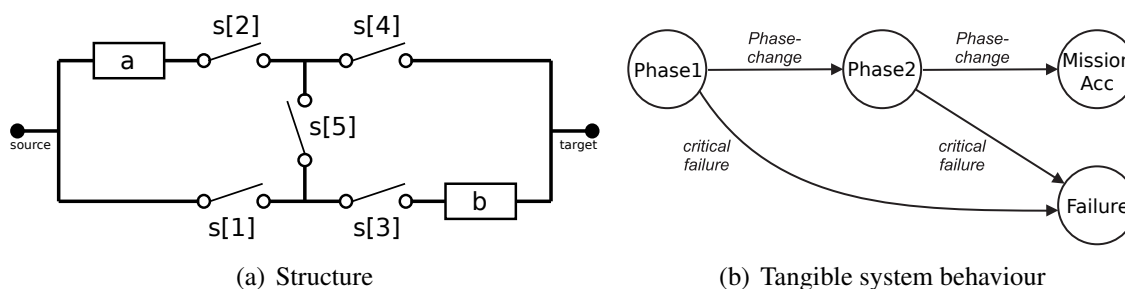 s[2]
s[4]
a
s[5]
source
target
s[1]
s[3]
b
(a) Structure
Phase1
Phase-
change
Phase2
Phase-
change
Mission
Acc
critical
failure
critical
failure
Failure
(b) Tangible system behaviour